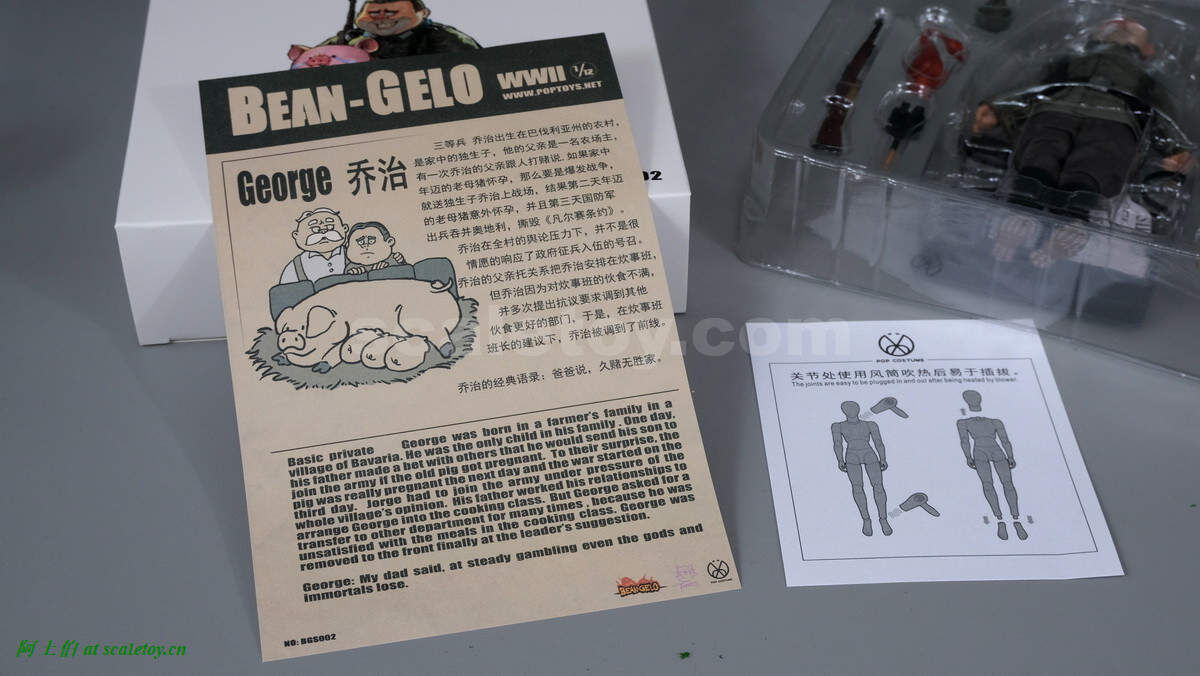 BEAN-GELO WWII 1/12
WWW.POPTOYS.NET
George 乔治
三等兵 乔治出生在巴伐利亚州的农村,
是家中的独生子, 他的父亲是一名农场主,
有一次乔治的父亲跟人打赌说, 如果家中
年迈的老母猪怀孕, 那么要是爆发战争,
就送独生子乔治上战场, 结果第二天年迈
的老母猪意外怀孕, 并且第三天国防军
出兵吞并奥地利, 撕毁《凡尔赛条约》。
乔治在全村的舆论压力下, 并不是很
情愿的响应了政府征兵入伍的号召。
乔治的父亲托关系把乔治安排在炊事班,
但乔治因为对炊事班的伙食不满,
并多次提出抗议要求调到其他
伙食更好的部门, 于是, 在炊事班
班长的建议下, 乔治被调到了前线。
乔治的经典语录: 爸爸说, 久赌无胜家。
Basic private George was born in a farmer's family in a
village of Bavaria. He was the only child in his family . One day,
his father made a bet with others that he would send his son to
join the army if the old pig got pregnant. To their surprise, the
pig was really pregnant the next day and the war started on the
third day. Jorge had to join the army under pressure of the
whole village's opinion. His father worked his relationships to
arrange George into the cooking class. But George asked for a
transfer to other department for many times , because he was
unsatisfied with the meals in the cooking class. George was
removed to the front finally at the leader's suggestion.
George: My dad said, at steady gambling even the gods and
immortals lose.
BEAN GELO
POP COSTUME
NO: BGS002
002
POP COSTUME
关节处使用风筒吹热后易于插拔。
The joints are easy to be plugged in and out after being heated by blower.
scaletoy.com
at scaletoy.cn